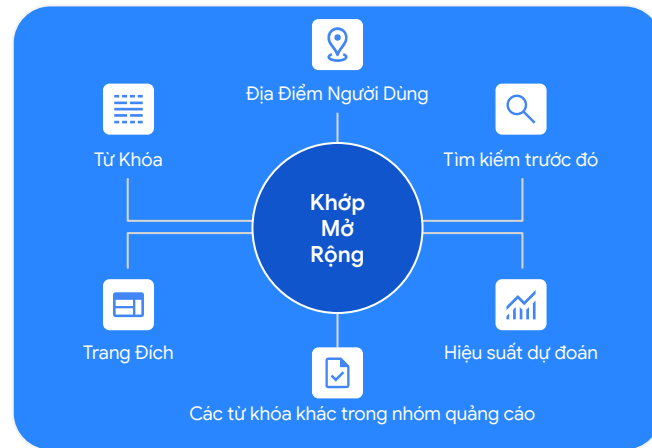 Địa Điểm Người Dùng
Từ Khóa
Tìm kiếm trước đó
Khớp
Mở
Rộng
Trang Đích
Hiệu suất dự đoán
Các từ khóa khác trong nhóm quảng cáo